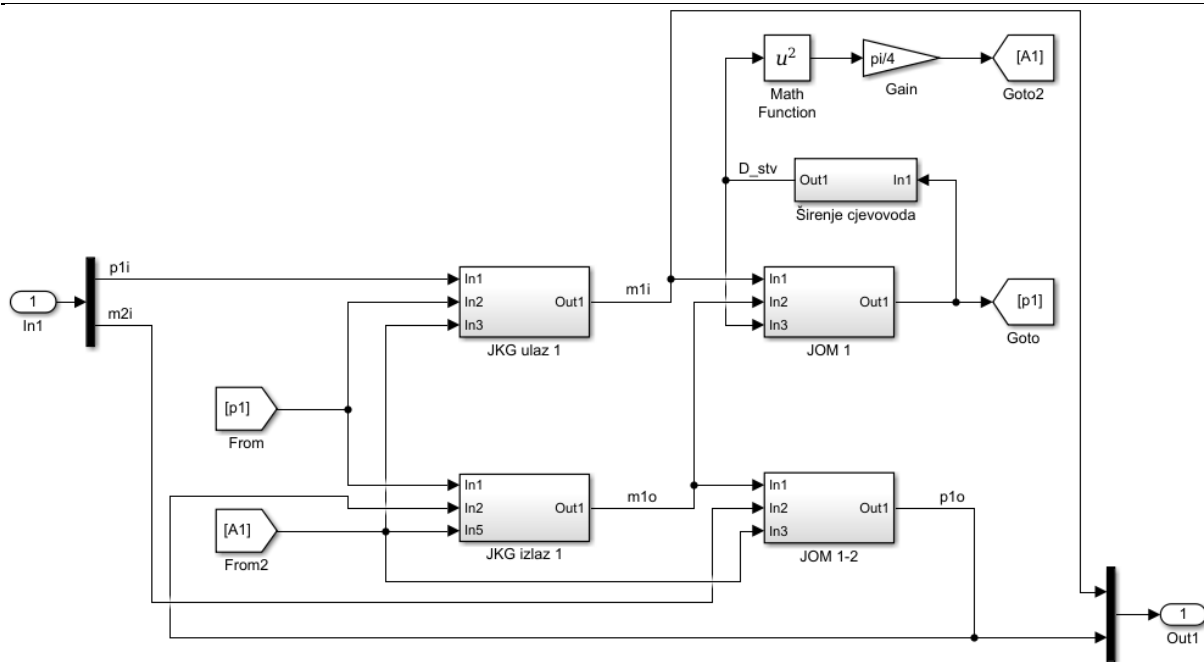 u²
Math
Function
pi/4
Gain
[A1]
Goto2
D_stv
Out1
In1
Širenje cjevovoda
1
In1
p1i
m2i
In1
In2
In3
Out1
JKG ulaz 1
m1i
In1
In2
In3
Out1
JOM 1
[p1]
Goto
[p1]
From
[A1]
From2
In1
In2
In5
Out1
JKG izlaz 1
m1o
In1
In2
In3
Out1
JOM 1-2
p1o
1
Out1